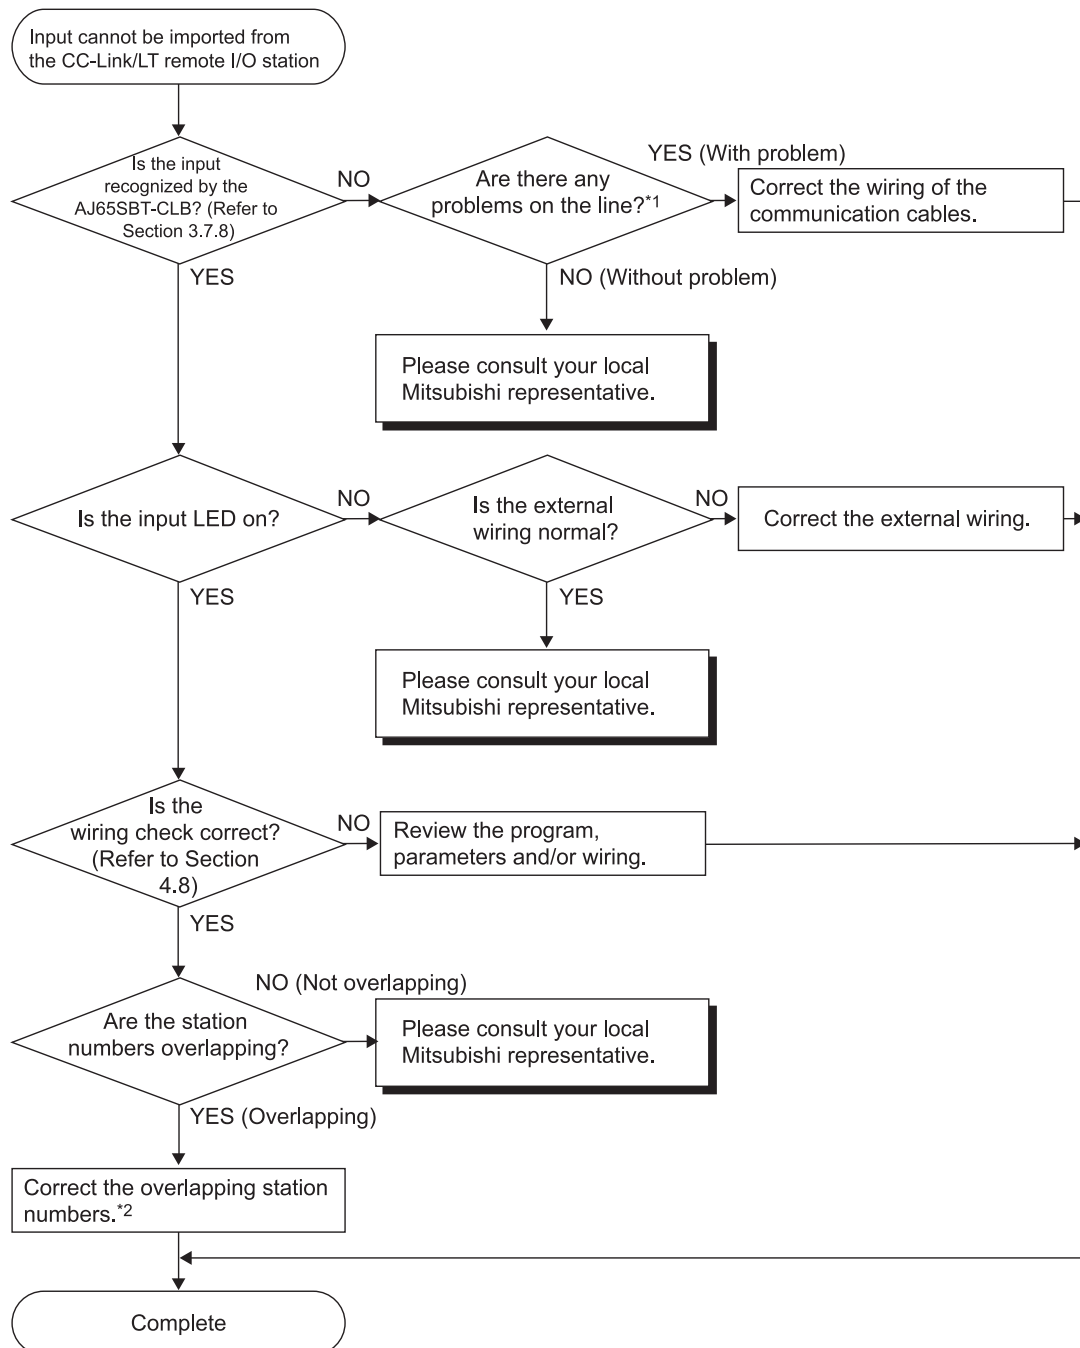 Input cannot be imported from
the CC-Link/LT remote I/O station
Is the input
recognized by the
AJ65SBT-CLB? (Refer to
Section 3.7.8)
NO
Are there any
problems on the line?*1
YES (With problem)
Correct the wiring of the
communication cables.
YES
NO (Without problem)
Please consult your local
Mitsubishi representative.
Is the input LED on?
NO
Is the external
wiring normal?
NO
Correct the external wiring.
YES
YES
Please consult your local
Mitsubishi representative.
Is the
wiring check correct?
(Refer to Section
4.8)
NO
Review the program,
parameters and/or wiring.
YES
NO (Not overlapping)
Are the station
numbers overlapping?
Please consult your local
Mitsubishi representative.
YES (Overlapping)
Correct the overlapping station
numbers.*2
Complete